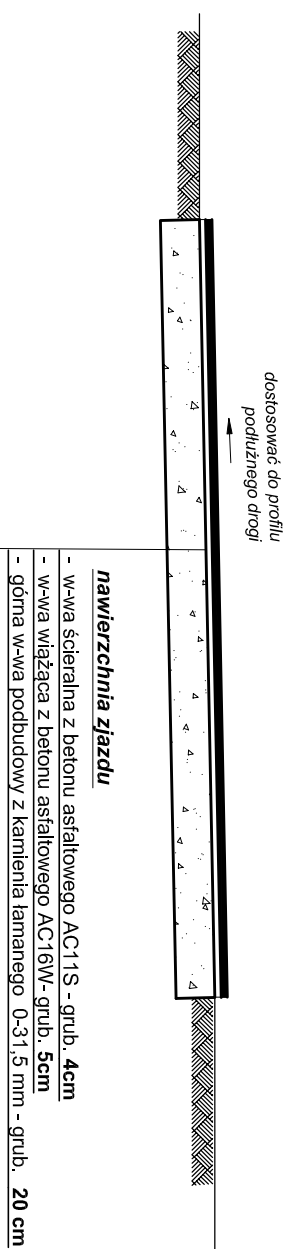 dostosować do profilu
podłużnego drogi
nawierzchnia zjazdu
- w-wa ścieralna z betonu asfaltowego AC11S - grub. 4cm
- w-wa wiążąca z betonu asfaltowego AC16W- grub. 5cm
- górna w-wa podbudowy z kamienia łamanego 0-31,5 mm - grub. 20 cm